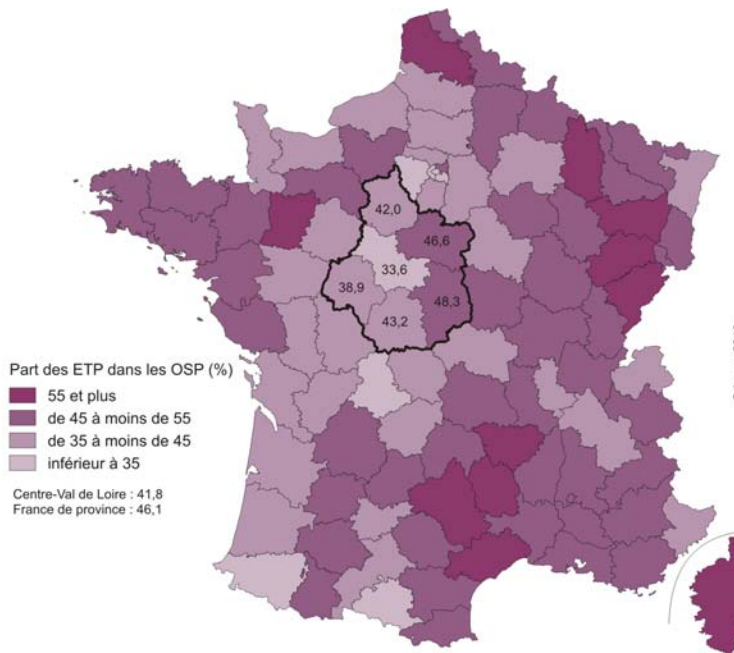 42,0
46,6
33,6
38,9
48,3
43,2
Part des ETP dans les OSP (%)
55 et plus
de 45 à moins de 55
de 35 à moins de 45
inférieur à 35
Centre-Val de Loire : 41,8
France de province : 46,1